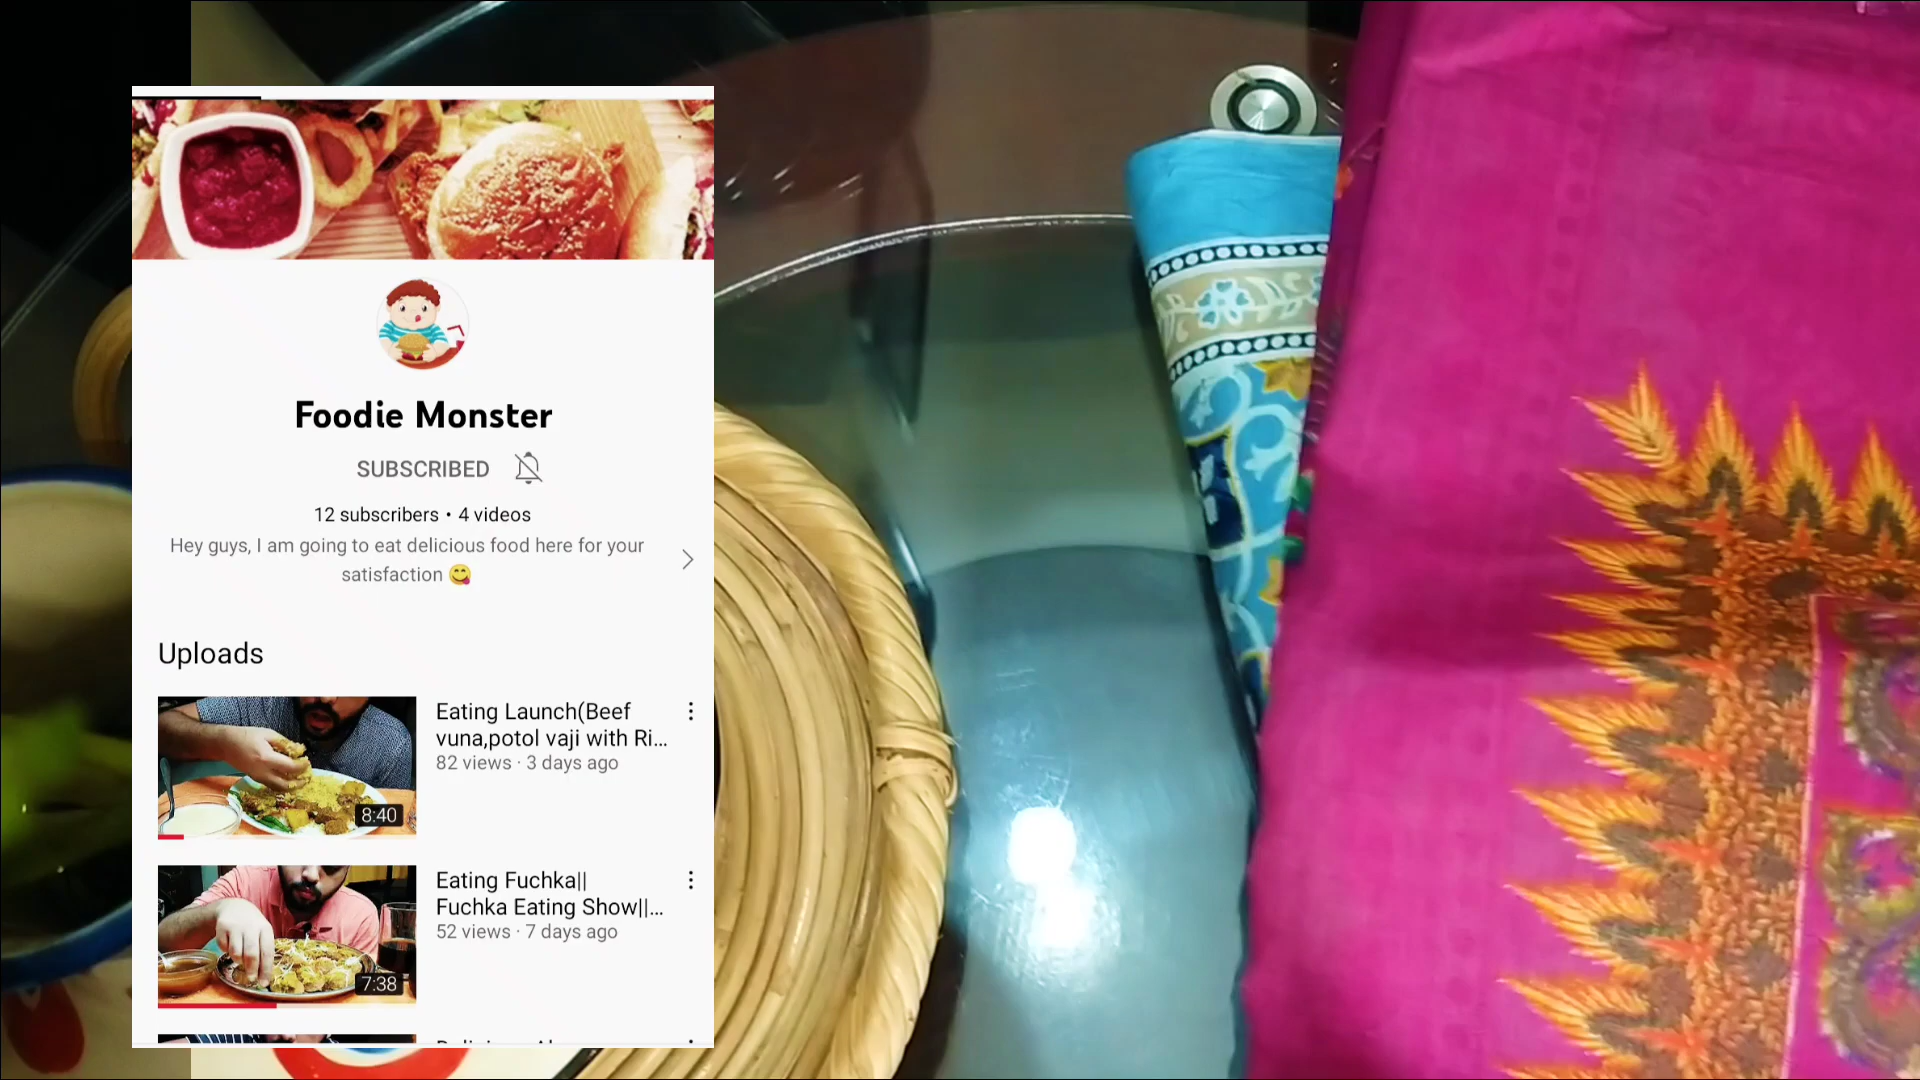 Foodie Monster
SUBSCRIBED
12 subscribers • 4 videos
Hey guys, I am going to eat delicious food here for your
satisfaction 😋
Uploads
Eating Launch(Beef
vuna,potol vaji with Ri...
82 views · 3 days ago
8:40
Eating Fuchka||
Fuchka Eating Show||...
52 views · 7 days ago
7:38